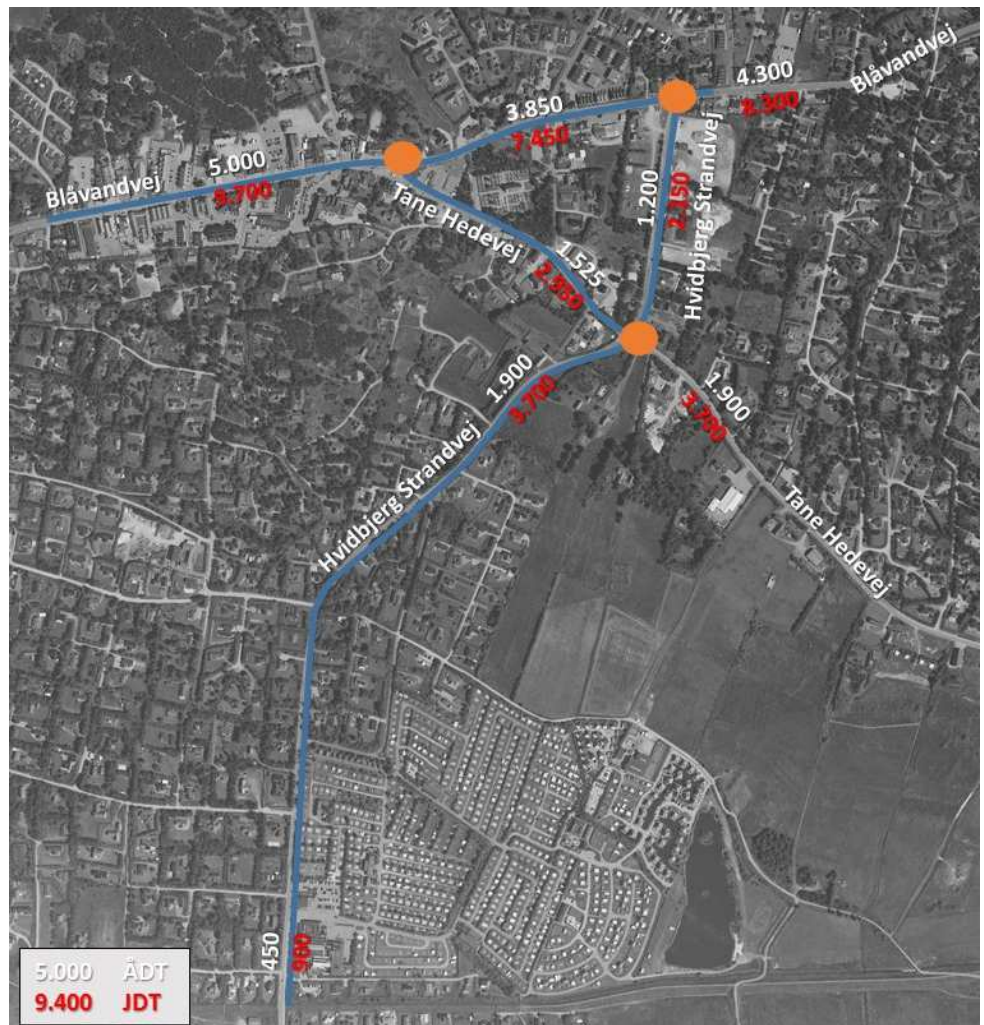 4.300
Blåvandvej
8.300
3.850
7.450
5.000
Blåvandvej
9.700
Tane Hedevej
1.200
2.150
Hvidbjerg Strandvej
1.525
2.950
1.900
3.700
1.900
3.700
Hvidbjerg Strandvej
Tane Hedevej
450
900
5.000 ÅDT
9.400 JDT